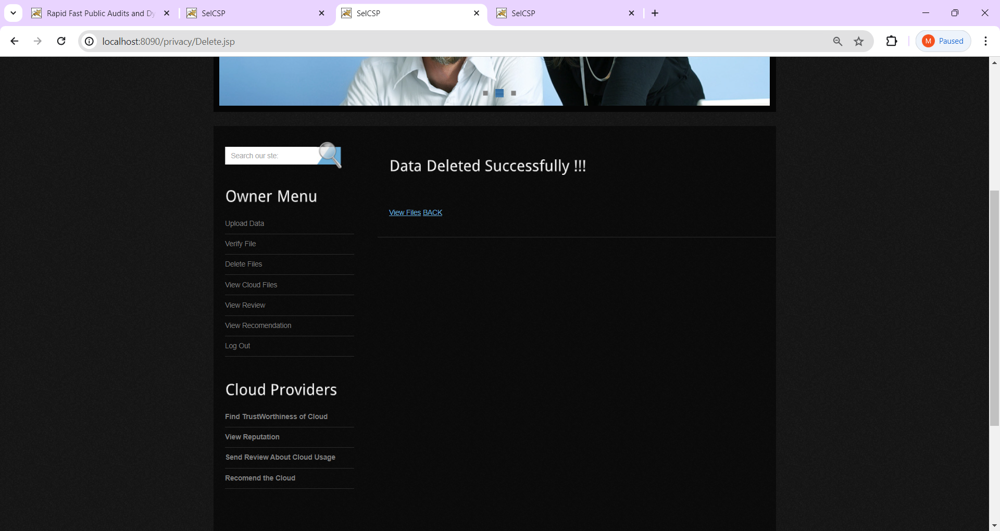 Rapid Fast Public Audits and Dy
SelCSP
SelCSP
SelCSP
localhost:8090/privacy/Delete.jsp
M Paused
Search our ste:
Data Deleted Successfully !!!
View Files BACK
Owner Menu
Upload Data
Verify File
Delete Files
View Cloud Files
View Review
View Recomendation
Log Out
Cloud Providers
Find TrustWorthiness of Cloud
View Reputation
Send Review About Cloud Usage
Recomend the Cloud